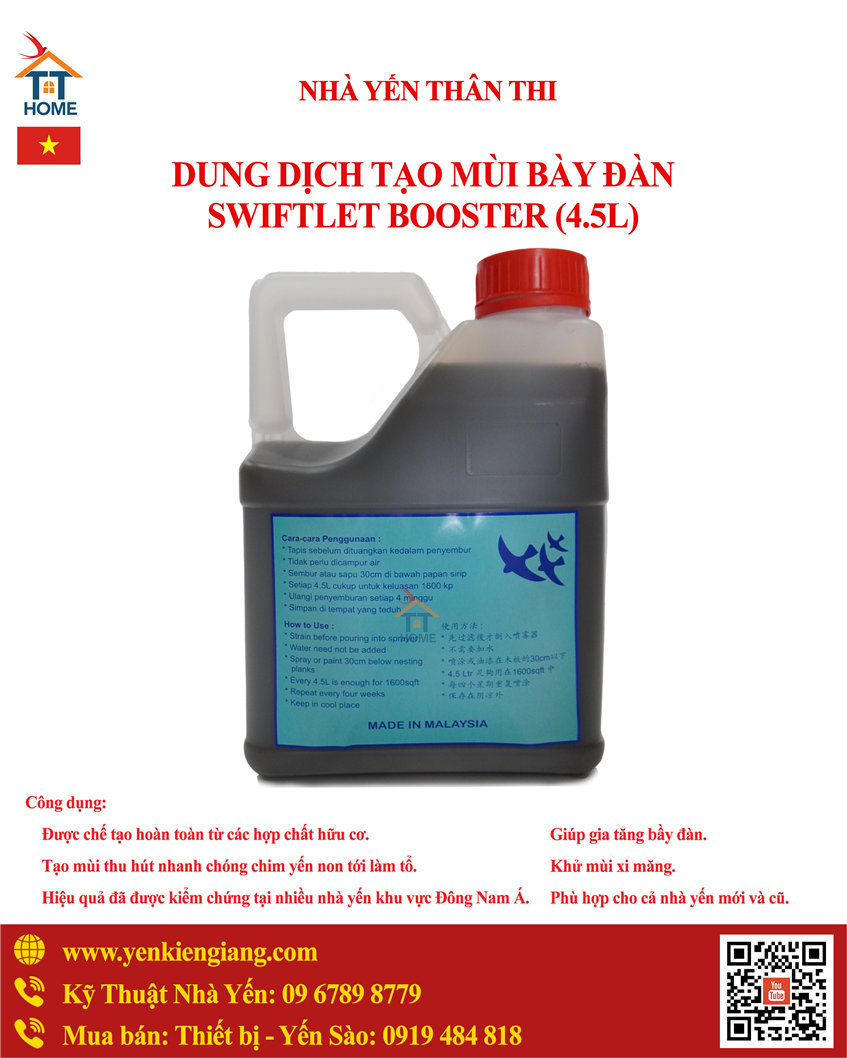 TT
HOME
NHÀ YẾN THÂN THI
DUNG DỊCH TẠO MÙI BÀY ĐÀN
SWIFTLET BOOSTER (4.5L)
Cara-cara Penggunaan :
* Tapis sebelum dituangkan kedalam penyembur
* Tidak perlu dicampur air
* Sembur atau sapu 30cm di bawah papan sirip
* Setiap 4.5L cukup untuk keluasan 1600 kp
* Ulangi penyemburan setiap 4 minggu
* Simpan di tempat yang teduh
TT
HOME
How to Use :
* Strain before pouring into sprayer
* Water need not be added
* Spray or paint 30cm below nesting
planks
* Every 4.5L is enough for 1600sqft
* Repeat every four weeks
* Keep in cool place
使用方法 :
* 先过滤後才倒入喷雾器
* 不需要加水
* 喷涂或油漆在木板的30cm以下
* 4.5 Ltr 足夠用在1600sqft 中
* 每四个星期重复喷涂
* 保存在阴凉外
MADE IN MALAYSIA
Công dụng:
Được chế tạo hoàn toàn từ các hợp chất hữu cơ.
Tạo mùi thu hút nhanh chóng chim yến non tới làm tổ.
Hiệu quả đã được kiểm chứng tại nhiều nhà yến khu vực Đông Nam Á.
Giúp gia tăng bầy đàn.
Khử mùi xi măng.
Phù hợp cho cả nhà yến mới và cũ.
www.yenkiengiang.com
Kỹ Thuật Nhà Yến: 09 6789 8779
Mua bán: Thiết bị - Yến Sào: 0919 484 818
You
Tube